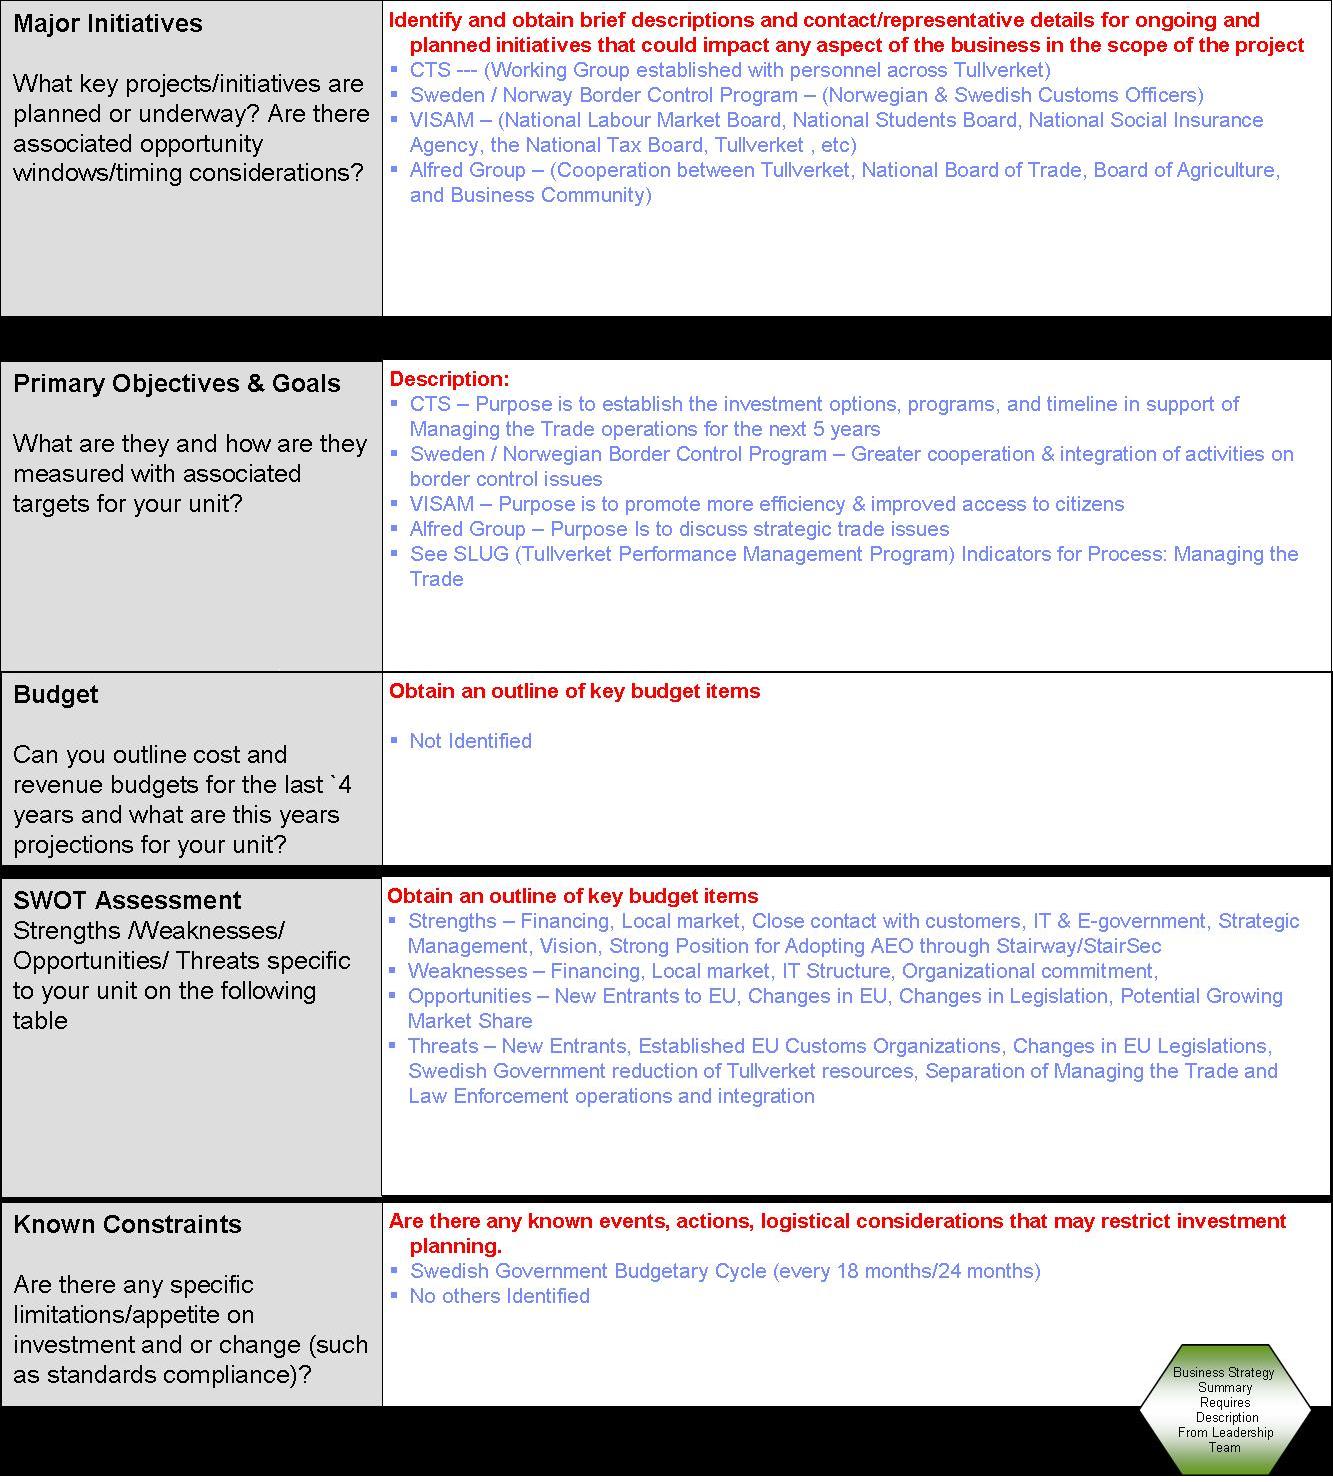 Major Initiatives
What key projects/initiatives are
planned or underway? Are there
associated opportunity
windows/timing considerations?
Identify and obtain brief descriptions and contact/representative details for ongoing and
planned initiatives that could impact any aspect of the business in the scope of the project
▪ CTS --- (Working Group established with personnel across Tullverket)
▪ Sweden / Norway Border Control Program – (Norwegian & Swedish Customs Officers)
▪ VISAM – (National Labour Market Board, National Students Board, National Social Insurance
Agency, the National Tax Board, Tullverket , etc)
▪ Alfred Group – (Cooperation between Tullverket, National Board of Trade, Board of Agriculture,
and Business Community)
Primary Objectives & Goals
What are they and how are they
measured with associated
targets for your unit?
Description:
▪ CTS – Purpose is to establish the investment options, programs, and timeline in support of
Managing the Trade operations for the next 5 years
▪ Sweden / Norwegian Border Control Program – Greater cooperation & integration of activities on
border control issues
▪ VISAM – Purpose is to promote more efficiency & improved access to citizens
▪ Alfred Group – Purpose Is to discuss strategic trade issues
▪ See SLUG (Tullverket Performance Management Program) Indicators for Process: Managing the
Trade
Budget
Can you outline cost and
revenue budgets for the last `4
years and what are this years
projections for your unit?
Obtain an outline of key budget items
▪ Not Identified
SWOT Assessment
Strengths /Weaknesses/
Opportunities/ Threats specific
to your unit on the following
table
Obtain an outline of key budget items
▪ Strengths – Financing, Local market, Close contact with customers, IT & E-government, Strategic
Management, Vision, Strong Position for Adopting AEO through Stairway/StairSec
▪ Weaknesses – Financing, Local market, IT Structure, Organizational commitment,
▪ Opportunities – New Entrants to EU, Changes in EU, Changes in Legislation, Potential Growing
Market Share
▪ Threats – New Entrants, Established EU Customs Organizations, Changes in EU Legislations,
Swedish Government reduction of Tullverket resources, Separation of Managing the Trade and
Law Enforcement operations and integration
Known Constraints
Are there any specific
limitations/appetite on
investment and or change (such
as standards compliance)?
Are there any known events, actions, logistical considerations that may restrict investment
planning.
▪ Swedish Government Budgetary Cycle (every 18 months/24 months)
▪ No others Identified
Business Strategy
Summary
Requires
Description
From Leadership
Team